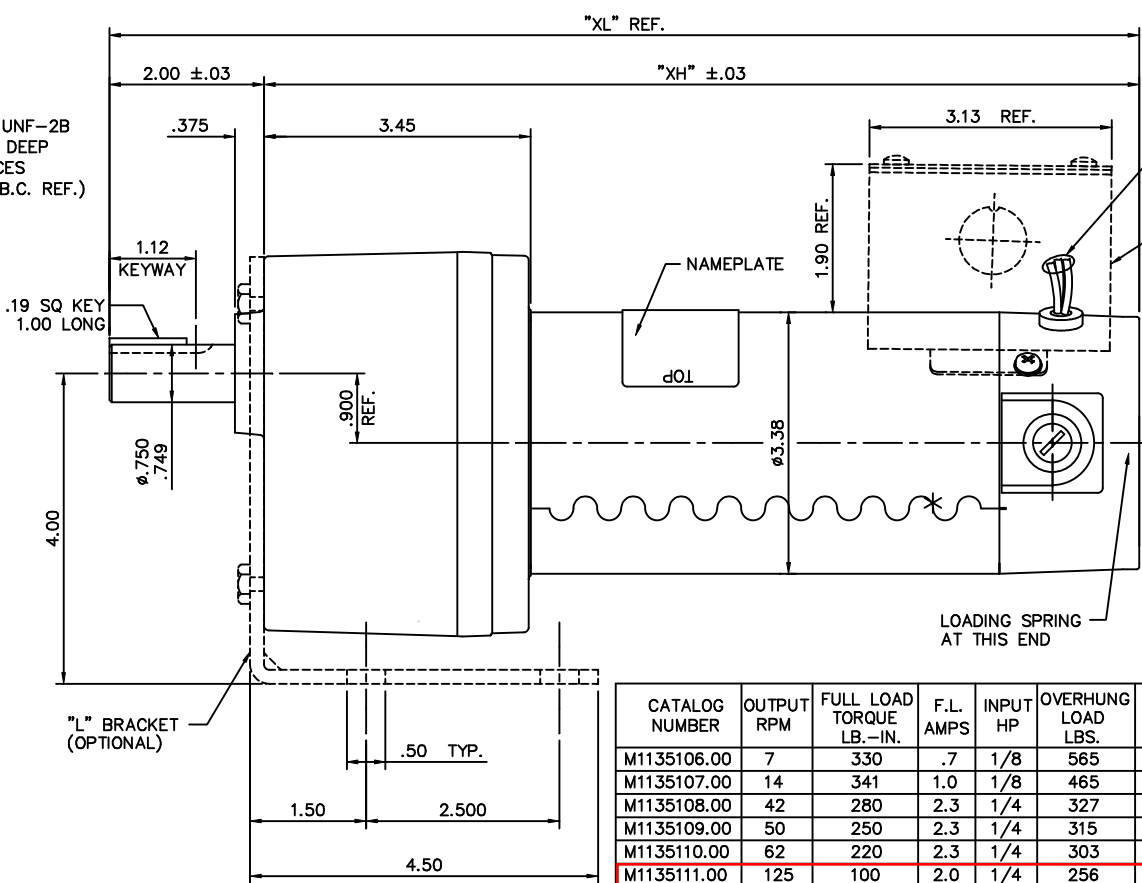 "XL" REF.
2.00 ±.03
"XH" ±.03
UNF-2B
DEEP
B.C. REF.)
.375
3.45
3.13 REF.
1.90 REF.
1.12
KEYWAY
NAMEPLATE
.19 SQ KEY
1.00 LONG
TOP
.900
REF.
ø.750
.749
ø3.38
4.00
LOADING SPRING
AT THIS END
"L" BRACKET
(OPTIONAL)
.50 TYP.
1.50
2.500
4.50
CATALOG NUMBER OUTPUT RPM FULL LOAD TORQUE LB.-IN. F.L. AMPS INPUT HP OVERHUNG LOAD LBS.
M1135106.00 7 330 .7 1/8 565
M1135107.00 14 341 1.0 1/8 465
M1135108.00 42 280 2.3 1/4 327
M1135109.00 50 250 2.3 1/4 315
M1135110.00 62 220 2.3 1/4 303
M1135111.00 125 100 2.0 1/4 256